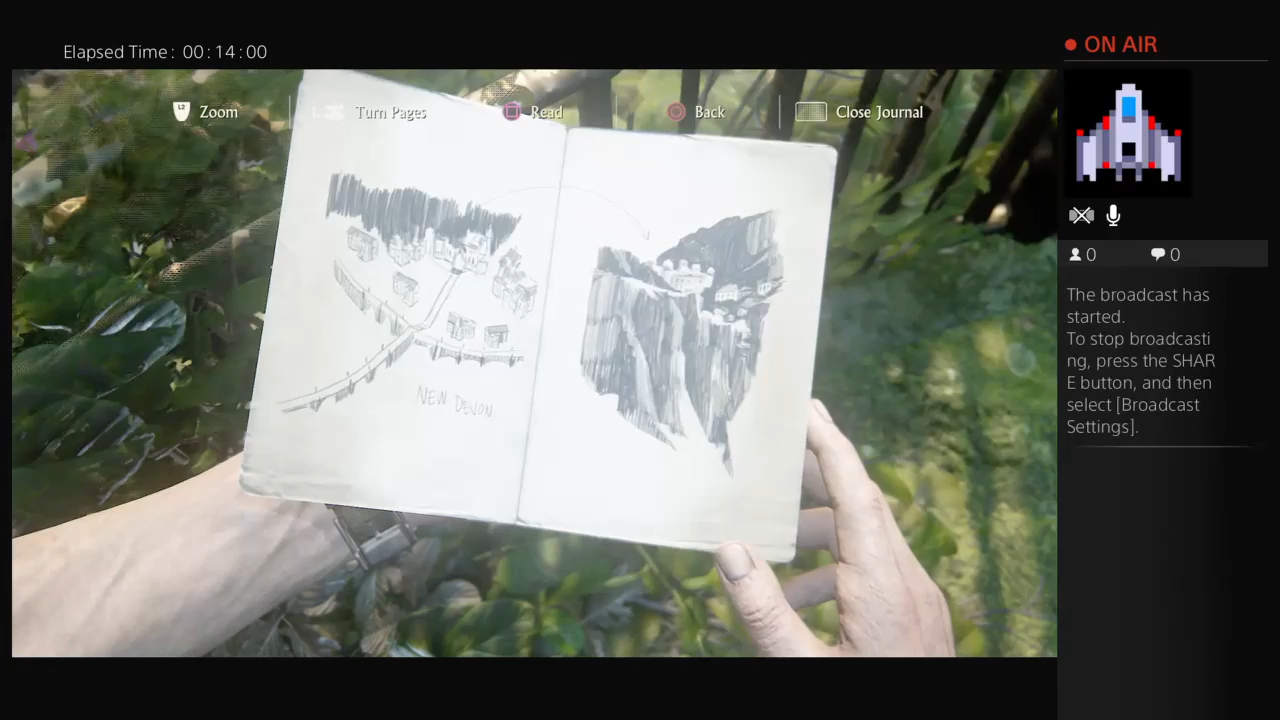 Elapsed Time: 00:14:00
ON AIR
L2 Zoom
Turn Pages
Read
Back
Close Journal
0 0
NEW DEVON
The broadcast has
started.
To stop broadcasti
ng, press the SHAR
E button, and then
select [Broadcast
Settings].